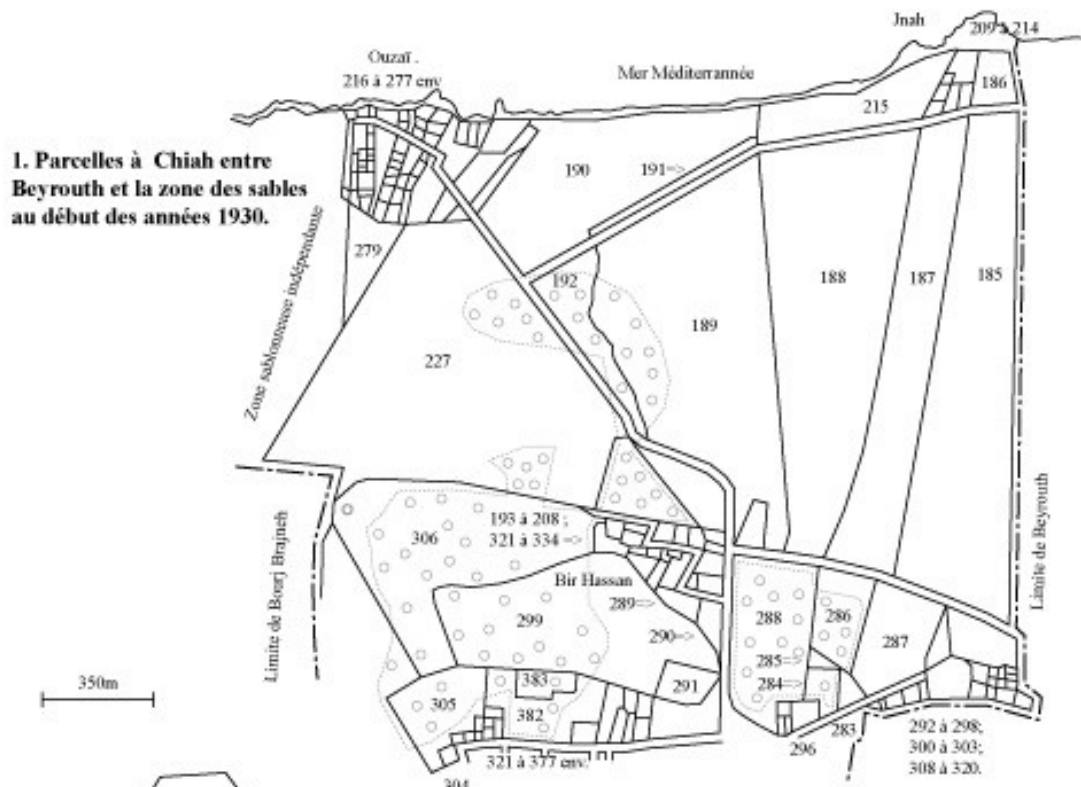 Jnah
209 à 214
Ouzaï .
216 à 277 env.
Mer Méditerrannée
186
215
1. Parcelles à Chiah entre
Beyrouth et la zone des sables
au début des années 1930.
190
191=>
279
192
188
187
185
189
227
Zone sablonneuse indépendante
Limite de Bourj Brajneh
Limite de Beyrouth
306
193 à 208 ;
321 à 334 =>
Bir Hassan
289=>
299
290=>
288
286
287
285=>
284=>
291
383
305
382
350m
283
296
292 à 298;
300 à 303;
308 à 320.
321 à 377 env.
304